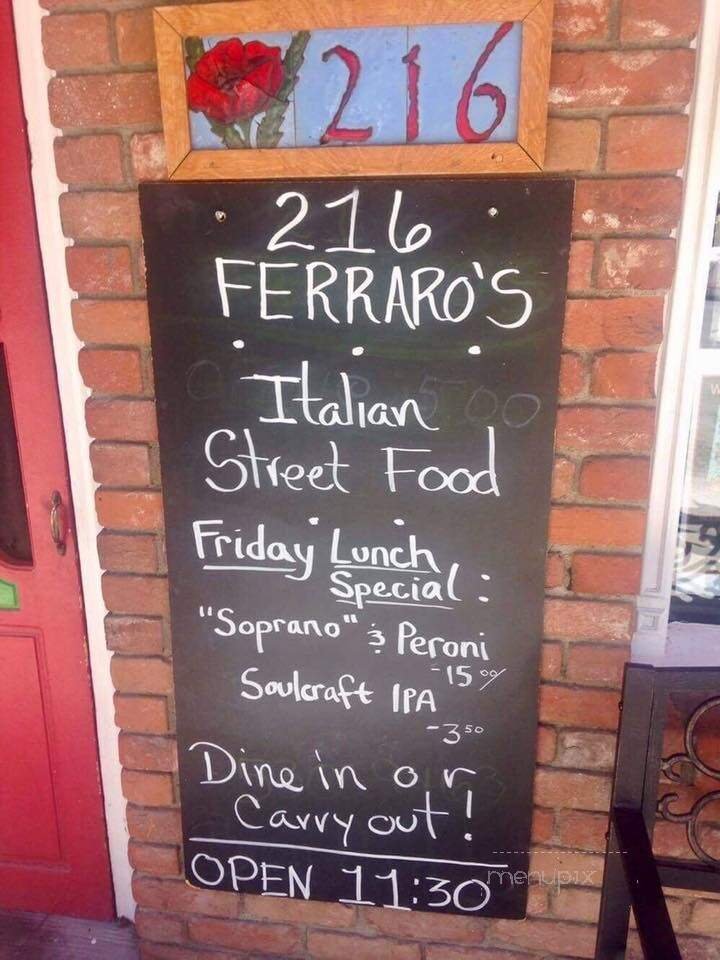 216
216
FERRARO'S
Italian
Street Food
Friday Lunch
Special:
"Soprano" & Peroni
-15 00/
Soulcraft IPA
-3 50
Dine in or
Carry out!
OPEN 11:30
menupix